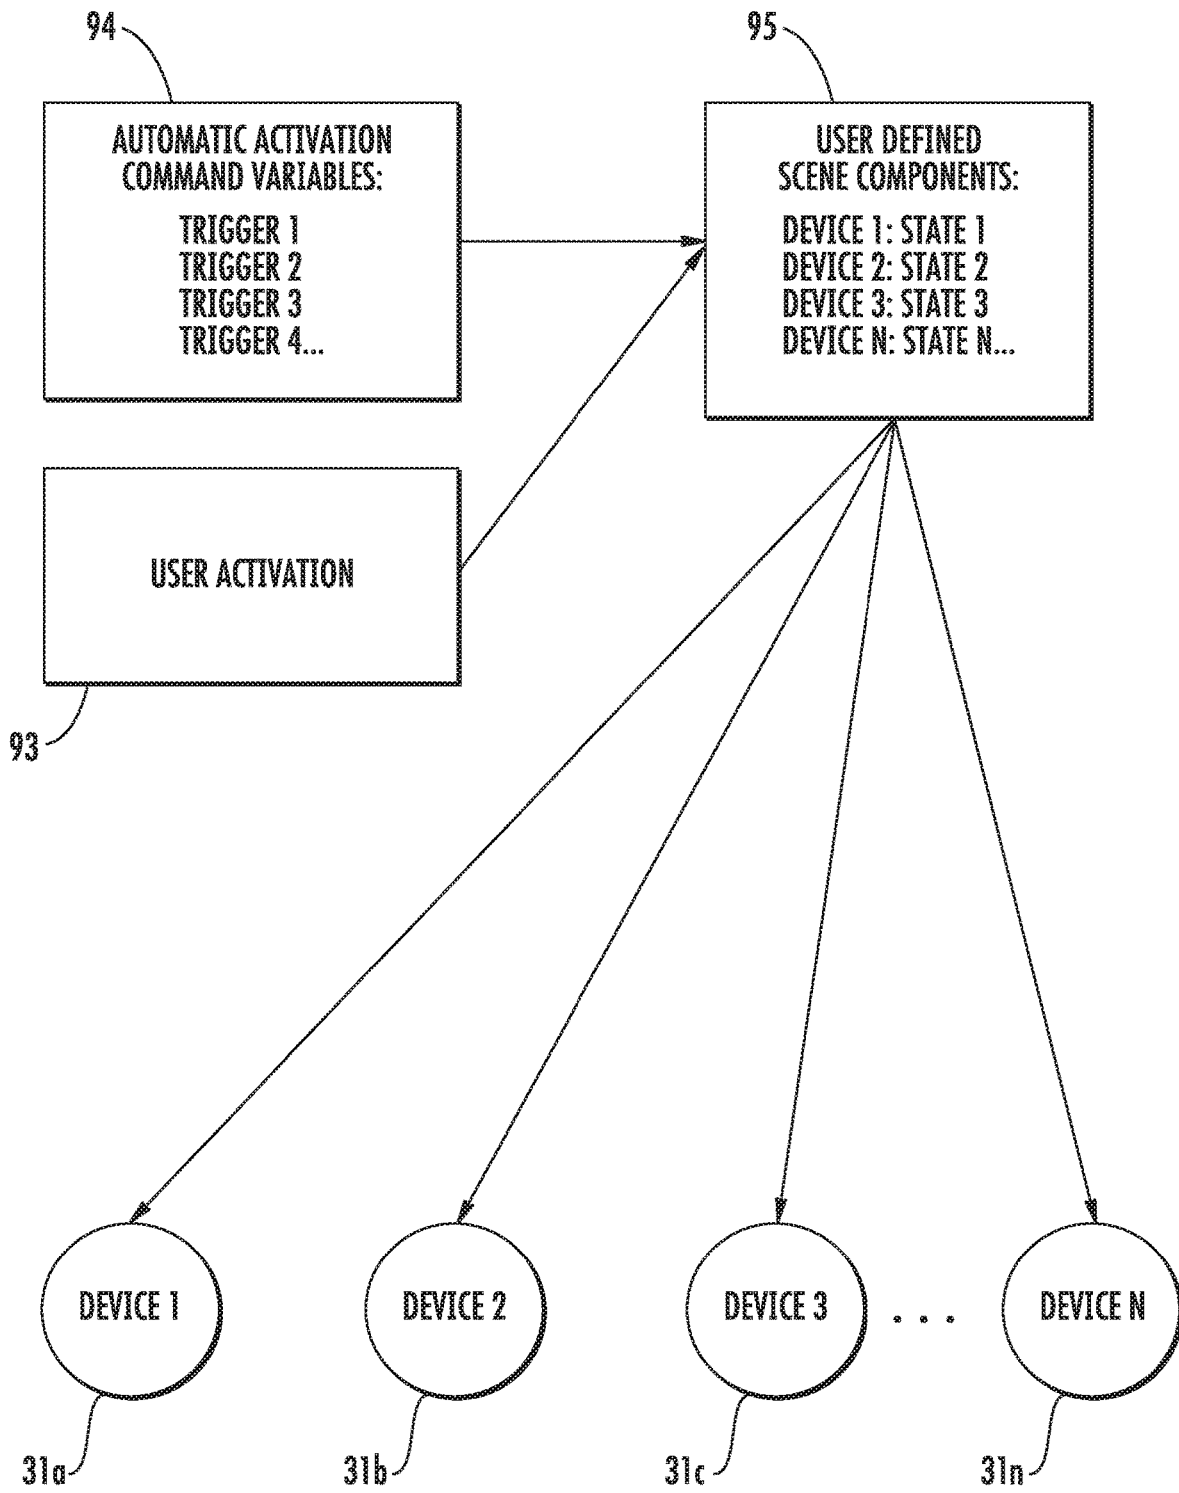 94
95
AUTOMATIC ACTIVATION
COMMAND VARIABLES:
TRIGGER 1
TRIGGER 2
TRIGGER 3
TRIGGER 4...
USER DEFINED
SCENE COMPONENTS:
DEVICE 1: STATE 1
DEVICE 2: STATE 2
DEVICE 3: STATE 3
DEVICE N: STATE N...
USER ACTIVATION
93
DEVICE 1
DEVICE 2
DEVICE 3
. . .
DEVICE N
31a
31b
31c
31n